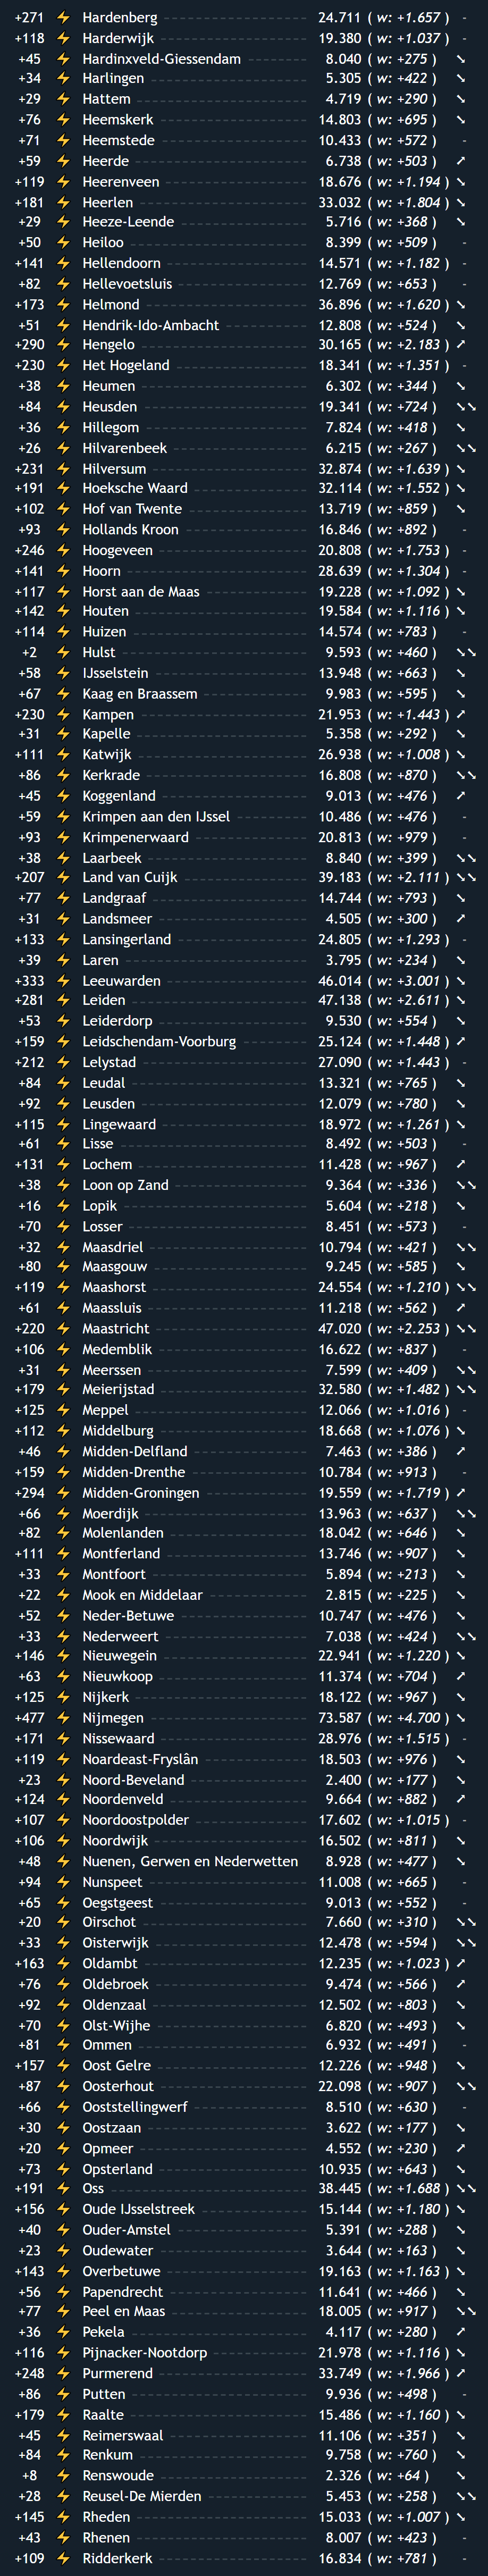 +271 ⚡ Hardenberg 24.711 ( w: +1.657 ) -
+118 ⚡ Harderwijk 19.380 ( w: +1.037 ) -
+45 ⚡ Hardinxveld-Giessendam 8.040 ( w: +275 ) ↘
+34 ⚡ Harlingen 5.305 ( w: +422 ) ↘
+29 ⚡ Hattem 4.719 ( w: +290 ) ↘
+76 ⚡ Heemskerk 14.803 ( w: +695 ) ↘
+71 ⚡ Heemstede 10.433 ( w: +572 ) -
+59 ⚡ Heerde 6.738 ( w: +503 ) ↗
+119 ⚡ Heerenveen 18.676 ( w: +1.194 ) ↘
+181 ⚡ Heerlen 33.032 ( w: +1.804 ) ↘
+29 ⚡ Heeze-Leende 5.716 ( w: +368 ) ↘
+50 ⚡ Heiloo 8.399 ( w: +509 ) -
+141 ⚡ Hellendoorn 14.571 ( w: +1.182 ) -
+82 ⚡ Hellevoetsluis 12.769 ( w: +653 ) -
+173 ⚡ Helmond 36.896 ( w: +1.620 ) ↘
+51 ⚡ Hendrik-Ido-Ambacht 12.808 ( w: +524 ) ↘
+290 ⚡ Hengelo 30.165 ( w: +2.183 ) ↗
+230 ⚡ Het Hogeland 18.341 ( w: +1.351 ) -
+38 ⚡ Heumen 6.302 ( w: +344 ) ↘
+84 ⚡ Heusden 19.341 ( w: +724 ) ↘↘
+36 ⚡ Hillegom 7.824 ( w: +418 ) ↘
+26 ⚡ Hilvarenbeek 6.215 ( w: +267 ) ↘↘
+231 ⚡ Hilversum 32.874 ( w: +1.639 ) ↘
+191 ⚡ Hoeksche Waard 32.114 ( w: +1.552 ) ↘
+102 ⚡ Hof van Twente 13.719 ( w: +859 ) ↘
+93 ⚡ Hollands Kroon 16.846 ( w: +892 ) -
+246 ⚡ Hoogeveen 20.808 ( w: +1.753 ) -
+141 ⚡ Hoorn 28.639 ( w: +1.304 ) -
+117 ⚡ Horst aan de Maas 19.228 ( w: +1.092 ) ↘
+142 ⚡ Houten 19.584 ( w: +1.116 ) ↘
+114 ⚡ Huizen 14.574 ( w: +783 ) -
+2 ⚡ Hulst 9.593 ( w: +460 ) ↘↘
+58 ⚡ IJsselstein 13.948 ( w: +663 ) ↘
+67 ⚡ Kaag en Braassem 9.983 ( w: +595 ) ↘
+230 ⚡ Kampen 21.953 ( w: +1.443 ) ↗
+31 ⚡ Kapelle 5.358 ( w: +292 ) ↘
+111 ⚡ Katwijk 26.938 ( w: +1.008 ) ↘
+86 ⚡ Kerkrade 16.808 ( w: +870 ) ↘↘
+45 ⚡ Koggenland 9.013 ( w: +476 ) ↗
+59 ⚡ Krimpen aan den IJssel 10.486 ( w: +476 ) -
+93 ⚡ Krimpenerwaard 20.813 ( w: +979 ) -
+38 ⚡ Laarbeek 8.840 ( w: +399 ) ↘↘
+207 ⚡ Land van Cuijk 39.183 ( w: +2.111 ) ↘↘
+77 ⚡ Landgraaf 14.744 ( w: +793 ) ↘
+31 ⚡ Landsmeer 4.505 ( w: +300 ) ↗
+133 ⚡ Lansingerland 24.805 ( w: +1.293 ) -
+39 ⚡ Laren 3.795 ( w: +234 ) ↘
+333 ⚡ Leeuwarden 46.014 ( w: +3.001 ) ↘
+281 ⚡ Leiden 47.138 ( w: +2.611 ) ↘
+53 ⚡ Leiderdorp 9.530 ( w: +554 ) ↘
+159 ⚡ Leidschendam-Voorburg 25.124 ( w: +1.448 ) ↗
+212 ⚡ Lelystad 27.090 ( w: +1.443 ) -
+84 ⚡ Leudal 13.321 ( w: +765 ) ↘
+92 ⚡ Leusden 12.079 ( w: +780 ) ↘
+115 ⚡ Lingewaard 18.972 ( w: +1.261 ) ↘
+61 ⚡ Lisse 8.492 ( w: +503 ) -
+131 ⚡ Lochem 11.428 ( w: +967 ) ↗
+38 ⚡ Loon op Zand 9.364 ( w: +336 ) ↘↘
+16 ⚡ Lopik 5.604 ( w: +218 ) ↘
+70 ⚡ Losser 8.451 ( w: +573 ) -
+32 ⚡ Maasdriel 10.794 ( w: +421 ) ↘↘
+80 ⚡ Maasgouw 9.245 ( w: +585 ) ↘
+119 ⚡ Maashorst 24.554 ( w: +1.210 ) ↘↘
+61 ⚡ Maassluis 11.218 ( w: +562 ) ↗
+220 ⚡ Maastricht 47.020 ( w: +2.253 ) ↘↘
+106 ⚡ Medemblik 16.622 ( w: +837 ) -
+31 ⚡ Meerssen 7.599 ( w: +409 ) ↘↘
+179 ⚡ Meierijstad 32.580 ( w: +1.482 ) ↘↘
+125 ⚡ Meppel 12.066 ( w: +1.016 ) -
+112 ⚡ Middelburg 18.668 ( w: +1.076 ) ↘
+46 ⚡ Midden-Delfland 7.463 ( w: +386 ) ↗
+159 ⚡ Midden-Drenthe 10.784 ( w: +913 ) -
+294 ⚡ Midden-Groningen 19.559 ( w: +1.719 ) ↗
+66 ⚡ Moerdijk 13.963 ( w: +637 ) ↘↘
+82 ⚡ Molenlanden 18.042 ( w: +646 ) ↘
+111 ⚡ Montferland 13.746 ( w: +907 ) ↘
+33 ⚡ Montfoort 5.894 ( w: +213 ) ↘
+22 ⚡ Mook en Middelaar 2.815 ( w: +225 ) ↘
+52 ⚡ Neder-Betuwe 10.747 ( w: +476 ) ↘
+33 ⚡ Nederweert 7.038 ( w: +424 ) ↘↘
+146 ⚡ Nieuwegein 22.941 ( w: +1.220 ) ↘
+63 ⚡ Nieuwkoop 11.374 ( w: +704 ) ↗
+125 ⚡ Nijkerk 18.122 ( w: +967 ) ↘
+477 ⚡ Nijmegen 73.587 ( w: +4.700 ) ↘
+171 ⚡ Nissewaard 28.976 ( w: +1.515 ) -
+119 ⚡ Noardeast-Fryslân 18.503 ( w: +976 ) ↘
+23 ⚡ Noord-Beveland 2.400 ( w: +177 ) ↘
+124 ⚡ Noordenveld 9.664 ( w: +882 ) ↗
+107 ⚡ Noordoostpolder 17.602 ( w: +1.015 ) -
+106 ⚡ Noordwijk 16.502 ( w: +811 ) ↘
+48 ⚡ Nuenen, Gerwen en Nederwetten 8.928 ( w: +477 ) ↘
+94 ⚡ Nunspeet 11.008 ( w: +665 ) -
+65 ⚡ Oegstgeest 9.013 ( w: +552 ) -
+20 ⚡ Oirschot 7.660 ( w: +310 ) ↘↘
+33 ⚡ Oisterwijk 12.478 ( w: +594 ) ↘↘
+163 ⚡ Oldambt 12.235 ( w: +1.023 ) ↗
+76 ⚡ Oldebroek 9.474 ( w: +566 ) ↗
+92 ⚡ Oldenzaal 12.502 ( w: +803 ) ↘
+70 ⚡ Olst-Wijhe 6.820 ( w: +493 ) ↘
+81 ⚡ Ommen 6.932 ( w: +491 ) -
+157 ⚡ Oost Gelre 12.226 ( w: +948 ) ↘
+87 ⚡ Oosterhout 22.098 ( w: +907 ) ↘↘
+66 ⚡ Ooststellingwerf 8.510 ( w: +630 ) -
+30 ⚡ Oostzaan 3.622 ( w: +177 ) ↘
+20 ⚡ Opmeer 4.552 ( w: +230 ) ↗
+73 ⚡ Opsterland 10.935 ( w: +643 ) ↘
+191 ⚡ Oss 38.445 ( w: +1.688 ) ↘↘
+156 ⚡ Oude IJsselstreek 15.144 ( w: +1.180 ) ↘
+40 ⚡ Ouder-Amstel 5.391 ( w: +288 ) ↘
+23 ⚡ Oudewater 3.644 ( w: +163 ) ↘
+143 ⚡ Overbetuwe 19.163 ( w: +1.163 ) ↘
+56 ⚡ Papendrecht 11.641 ( w: +466 ) ↘
+77 ⚡ Peel en Maas 18.005 ( w: +917 ) ↘↘
+36 ⚡ Pekela 4.117 ( w: +280 ) ↗
+116 ⚡ Pijnacker-Nootdorp 21.978 ( w: +1.116 ) ↘
+248 ⚡ Purmerend 33.749 ( w: +1.966 ) ↗
+86 ⚡ Putten 9.936 ( w: +498 ) -
+179 ⚡ Raalte 15.486 ( w: +1.160 ) ↘
+45 ⚡ Reimerswaal 11.106 ( w: +351 ) ↘
+84 ⚡ Renkum 9.758 ( w: +760 ) ↘
+8 ⚡ Renswoude 2.326 ( w: +64 ) ↘
+28 ⚡ Reusel-De Mierden 5.453 ( w: +258 ) ↘↘
+145 ⚡ Rheden 15.033 ( w: +1.007 ) ↘
+43 ⚡ Rhenen 8.007 ( w: +423 ) -
+109 ⚡ Ridderkerk 16.834 ( w: +781 ) -